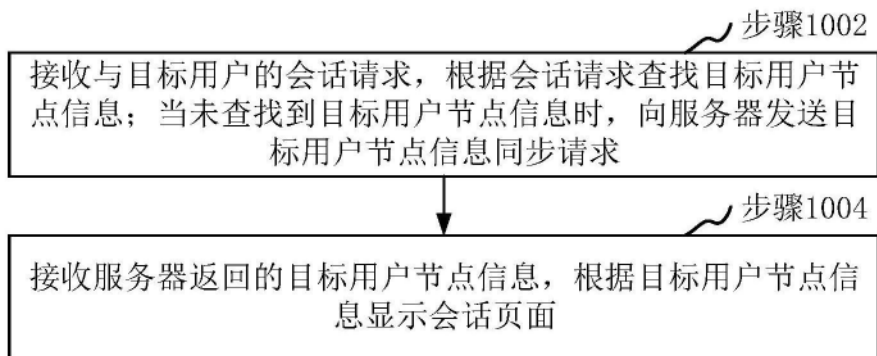 步骤1002
接收与目标用户的会话请求，根据会话请求查找目标用户节
点信息；当未查找到目标用户节点信息时，向服务器发送目
标用户节点信息同步请求
步骤1004
接收服务器返回的目标用户节点信息，根据目标用户节点信
息显示会话页面